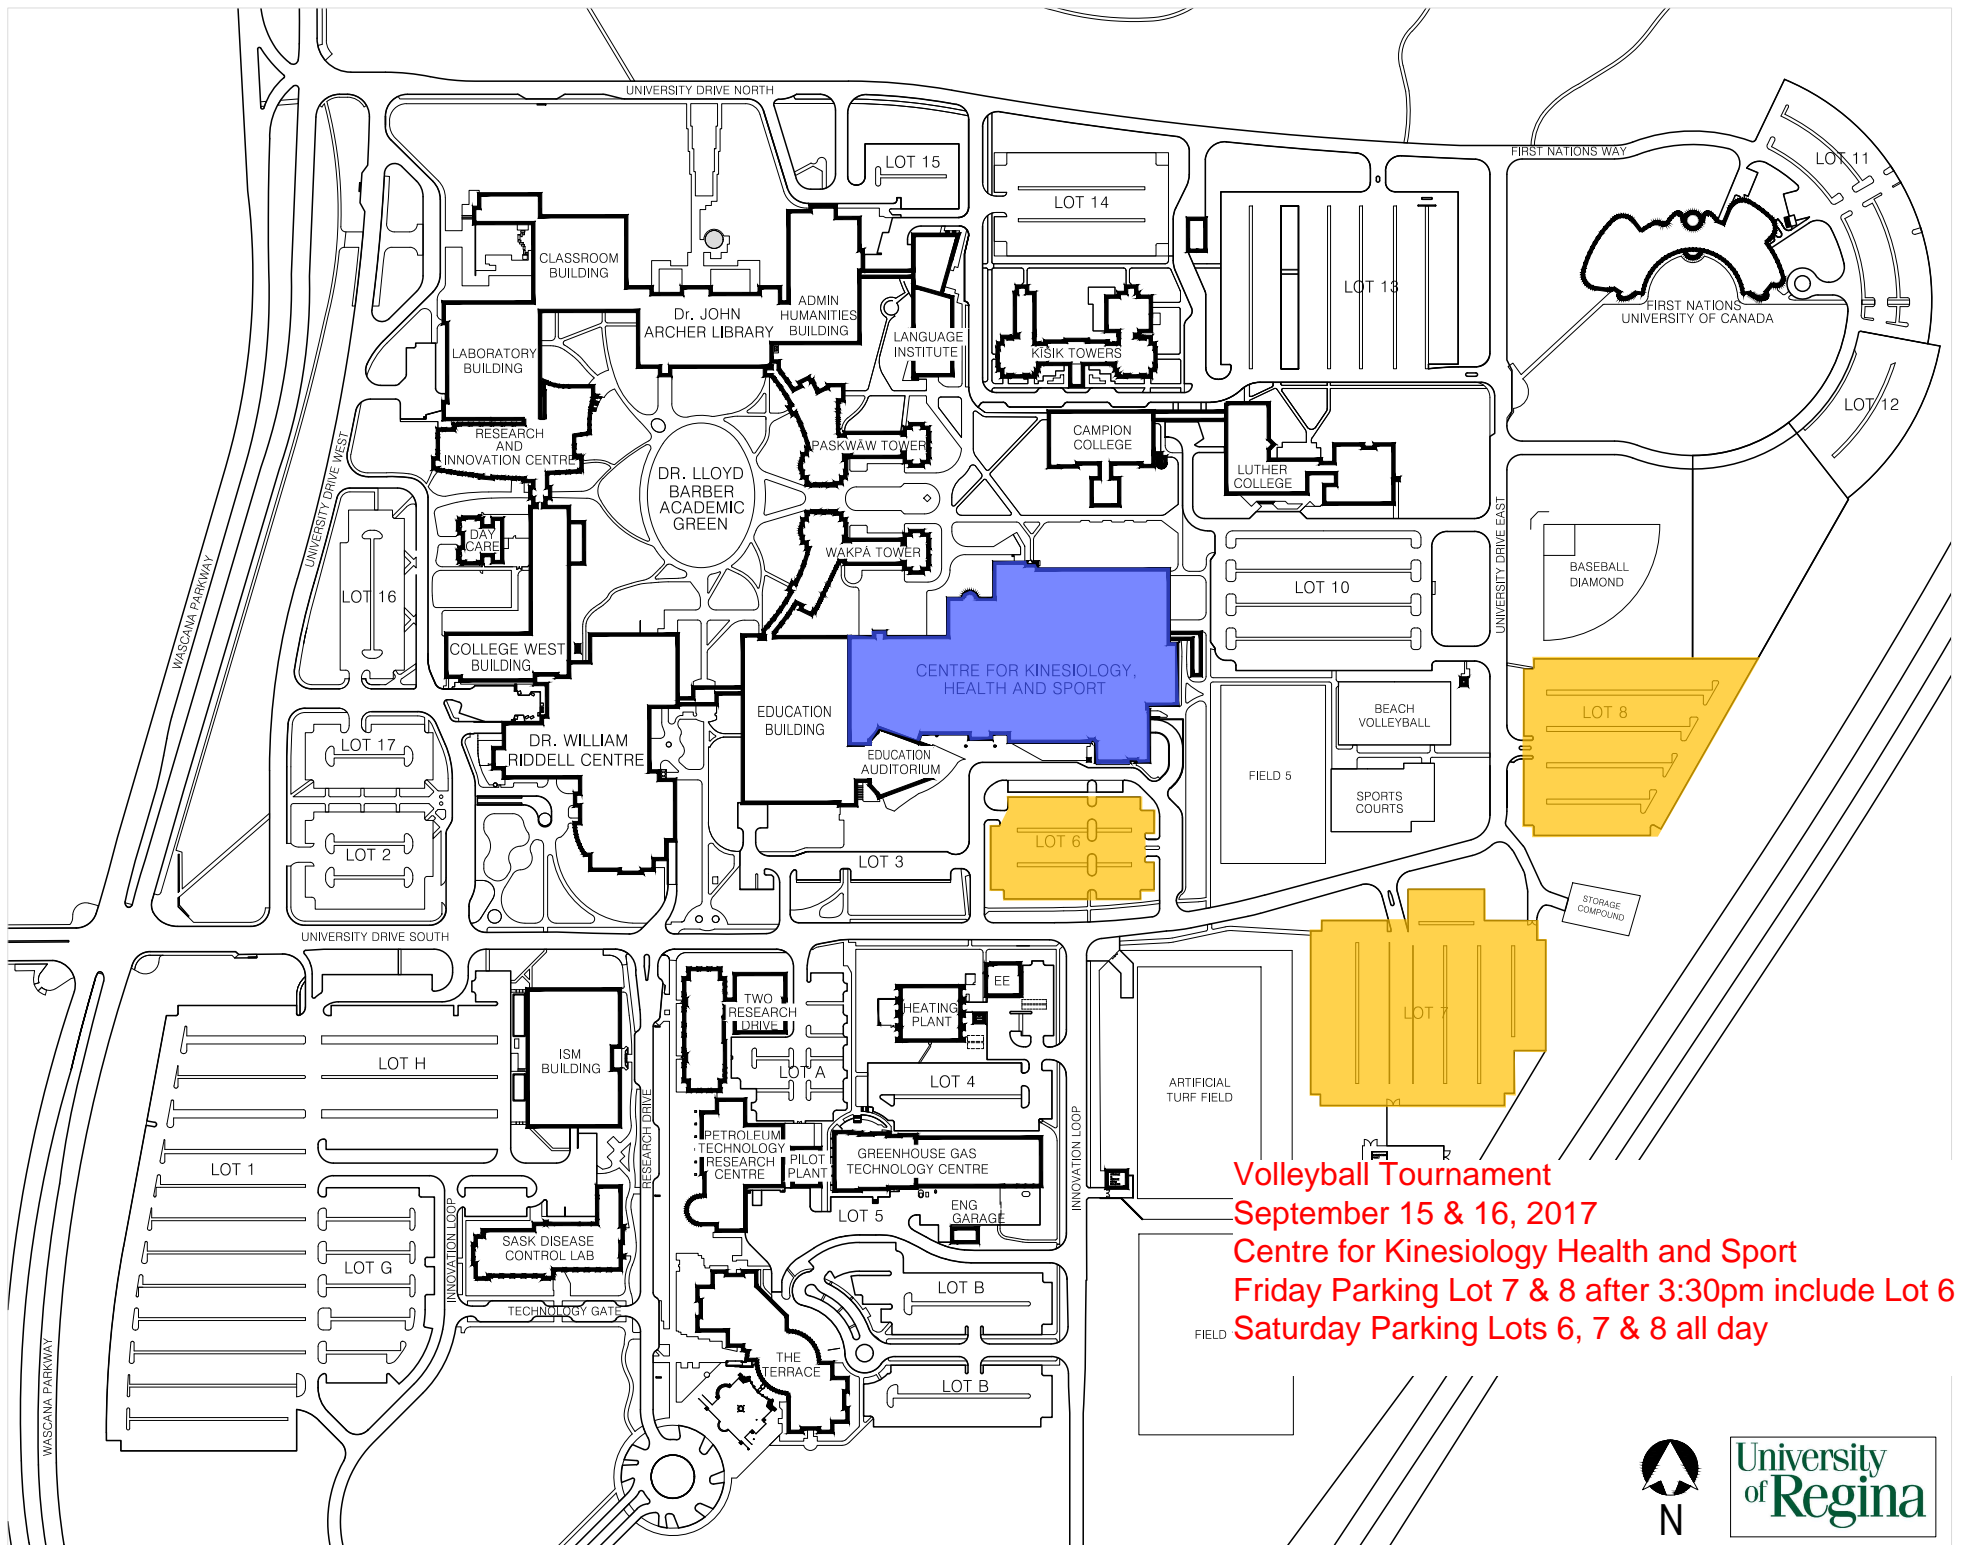 UNIVERSITY DRIVE NORTH
FIRST NATIONS WAY
LOT 11
LOT 15
LOT 14
CLASSROOM
BUILDING
ADMIN
HUMANITIES
BUILDING
Dr. JOHN
ARCHER LIBRARY
LOT 13
FIRST NATIONS
UNIVERSITY OF CANADA
LANGUAGE
INSTITUTE
KĪSIK TOWERS
LABORATORY
BUILDING
LOT 12
RESEARCH
AND
INNOVATION CENTRE
PASKWĀW TOWER
CAMPION
COLLEGE
LUTHER
COLLEGE
DR. LLOYD
BARBER
ACADEMIC
GREEN
UNIVERSITY DRIVE WEST
UNIVERSITY DRIVE EAST
DAY
CARE
WAKPĀ TOWER
BASEBALL
DIAMOND
LOT 10
LOT 16
WASCANA PARKWAY
COLLEGE WEST
BUILDING
CENTRE FOR KINESIOLOGY,
HEALTH AND SPORT
EDUCATION
BUILDING
BEACH
VOLLEYBALL
LOT 8
LOT 17
DR. WILLIAM
RIDDELL CENTRE
EDUCATION
AUDITORIUM
FIELD 5
SPORTS
COURTS
LOT 2
LOT 3
LOT 6
STORAGE
COMPOUND
UNIVERSITY DRIVE SOUTH
TWO
RESEARCH
DRIVE
HEATING
PLANT
EE
LOT 7
ISM
BUILDING
LOT H
LOT A
LOT 4
ARTIFICIAL
TURF FIELD
RESEARCH DRIVE
INNOVATION LOOP
PETROLEUM
TECHNOLOGY
RESEARCH
CENTRE
PILOT
PLANT
GREENHOUSE GAS
TECHNOLOGY CENTRE
LOT 1
LOT 5
ENG
GARAGE
SASK DISEASE
CONTROL LAB
INNOVATION LOOP
LOT G
TECHNOLOGY GATE
LOT B
THE
TERRACE
LOT B
WASCANA PARKWAY
FIELD
Volleyball Tournament
September 15 & 16, 2017
Centre for Kinesiology Health and Sport
Friday Parking Lot 7 & 8 after 3:30pm include Lot 6
Saturday Parking Lots 6, 7 & 8 all day
N
University
of Regina